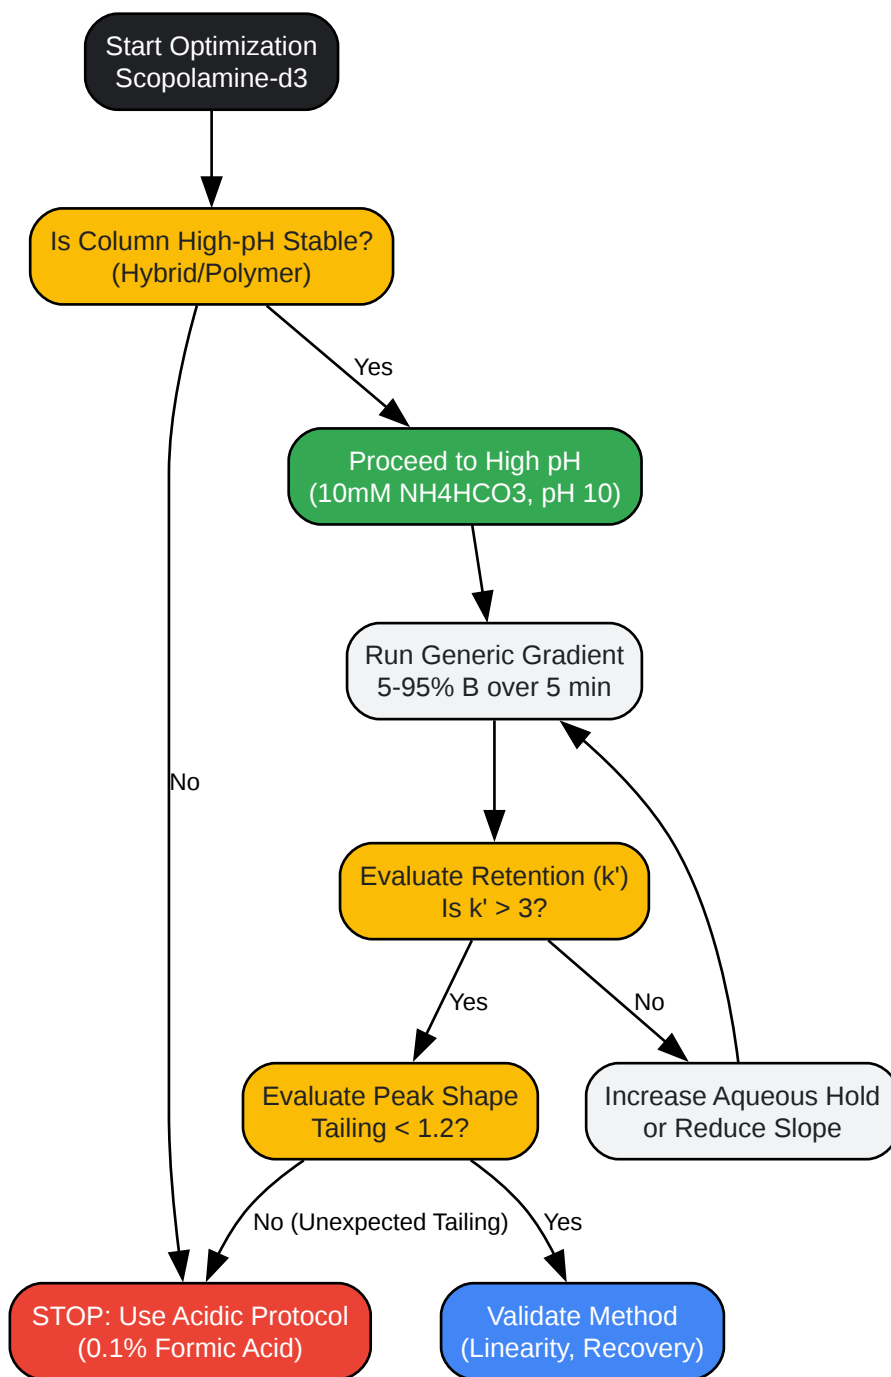 Start Optimization
Scopolamine-d3
Is Column High-pH Stable?
(Hybrid/Polymer)
Yes
Proceed to High pH
(10mM NH4HCO3, pH 10)
Run Generic Gradient
5-95% B over 5 min
No
Evaluate Retention (k')
Is k' > 3?
Yes
No
Evaluate Peak Shape
Tailing < 1.2?
Increase Aqueous Hold
or Reduce Slope
No (Unexpected Tailing)
Yes
STOP: Use Acidic Protocol
(0.1% Formic Acid)
Validate Method
(Linearity, Recovery)